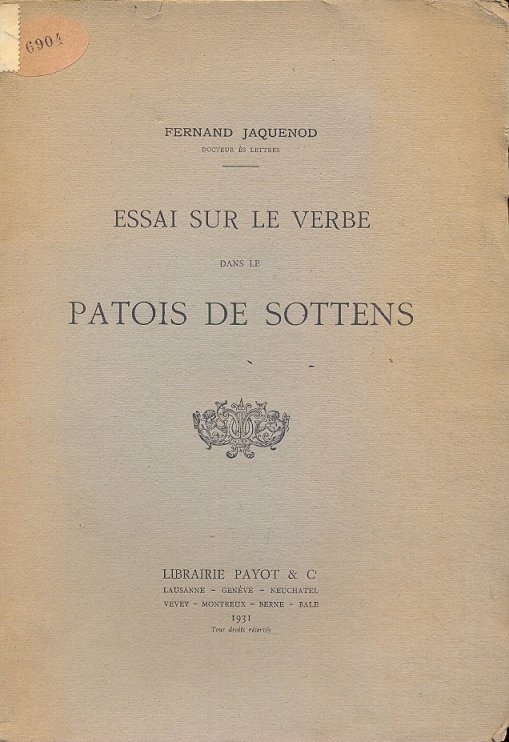 6904
FERNAND JAQUENOD
DOCTEUR ÈS LETTRES
ESSAI SUR LE VERBE
DANS LE
PATOIS DE SOTTENS
LIBRAIRIE PAYOT & C
LAUSANNE – GENÈVE – NEUCHATEL
VEVEY – MONTREUX – BERNE – BALE
1931
Tous droits réservés